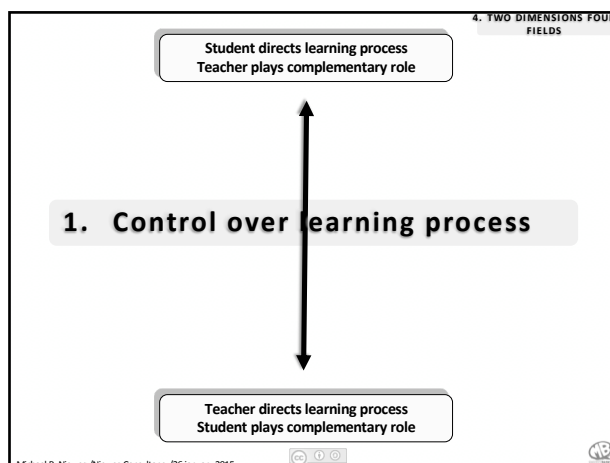 4. TWO DIMENSIONS FOUR
FIELDS
Student directs learning process
Teacher plays complementary role
1. Control over learning process
Teacher directs learning process
Student plays complementary role